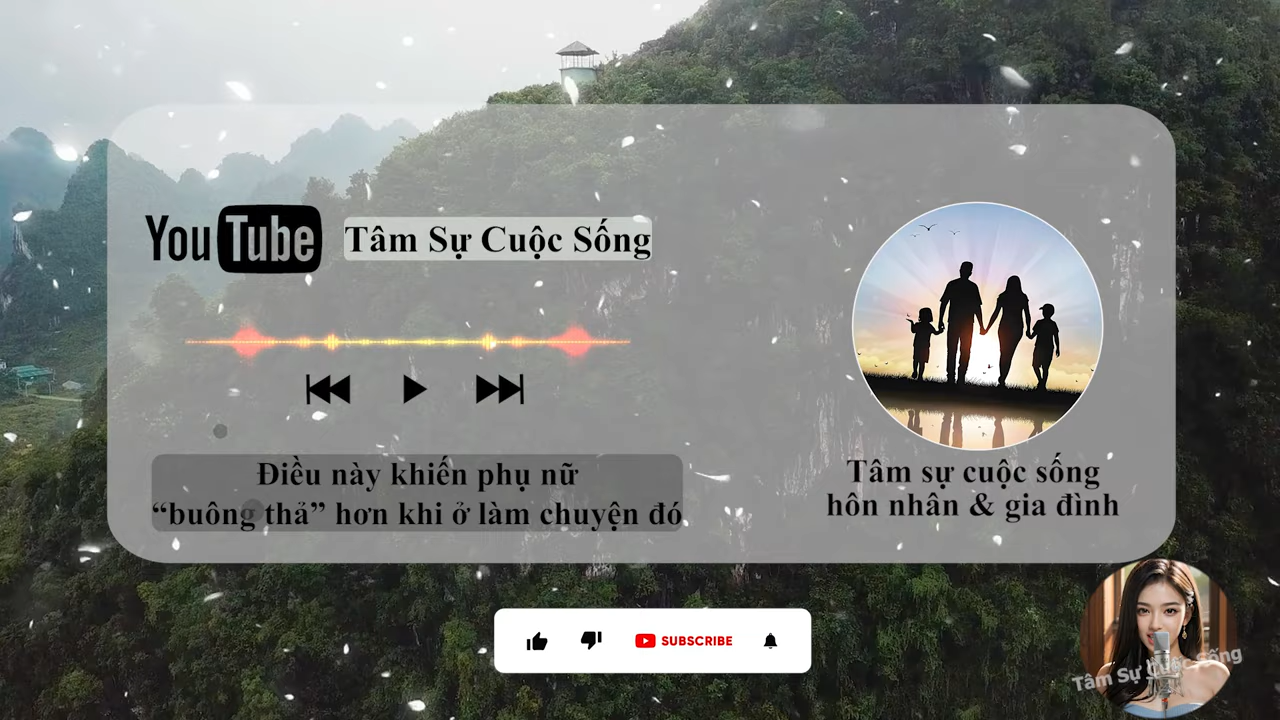 YouTube
Tâm Sự Cuộc Sống
Điều này khiến phụ nữ
“buông thả” hơn khi ở làm chuyện đó
Tâm sự cuộc sống
hôn nhân & gia đình
SUBSCRIBE
Tâm Sự Cuộc Sống